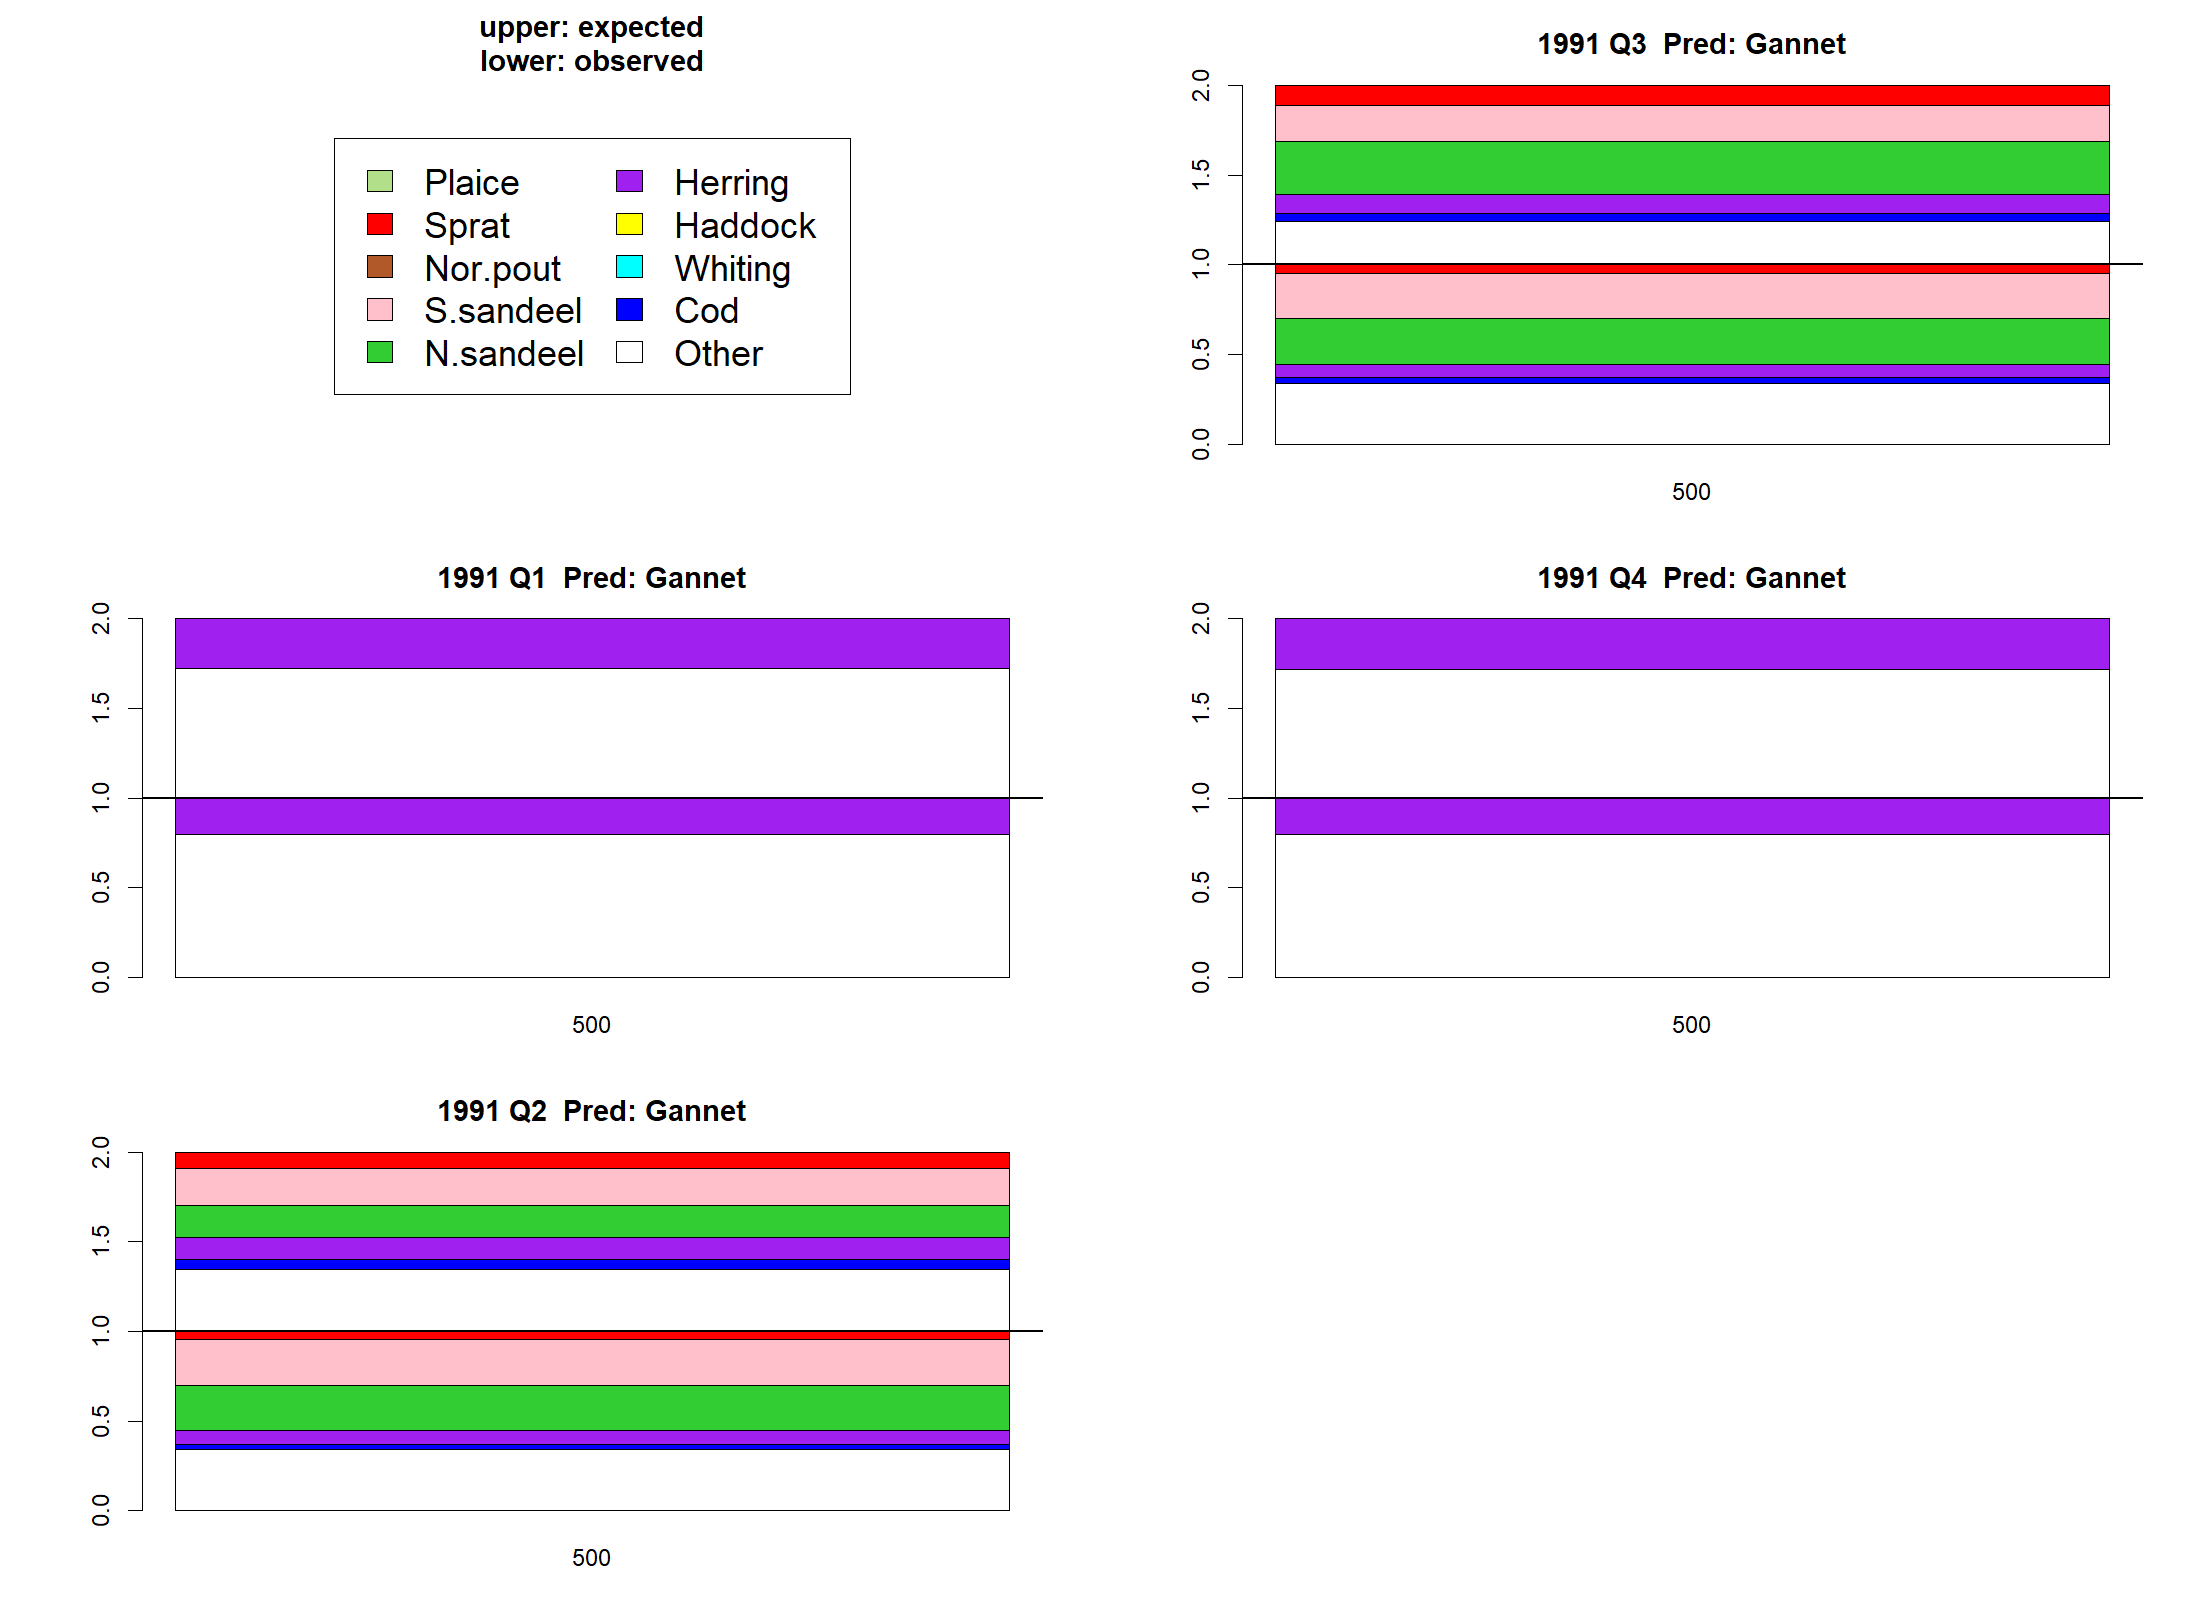 upper: expected
lower: observed
Plaice
Sprat
Nor.pout
S.sandeel
N.sandeel
Herring
Haddock
Whiting
Cod
Other
1991 Q3  Pred: Gannet
2.0
1.5
1.0
0.5
0.0
500
1991 Q1  Pred: Gannet
2.0
1.5
1.0
0.5
0.0
500
1991 Q4  Pred: Gannet
2.0
1.5
1.0
0.5
0.0
500
1991 Q2  Pred: Gannet
2.0
1.5
1.0
0.5
0.0
500